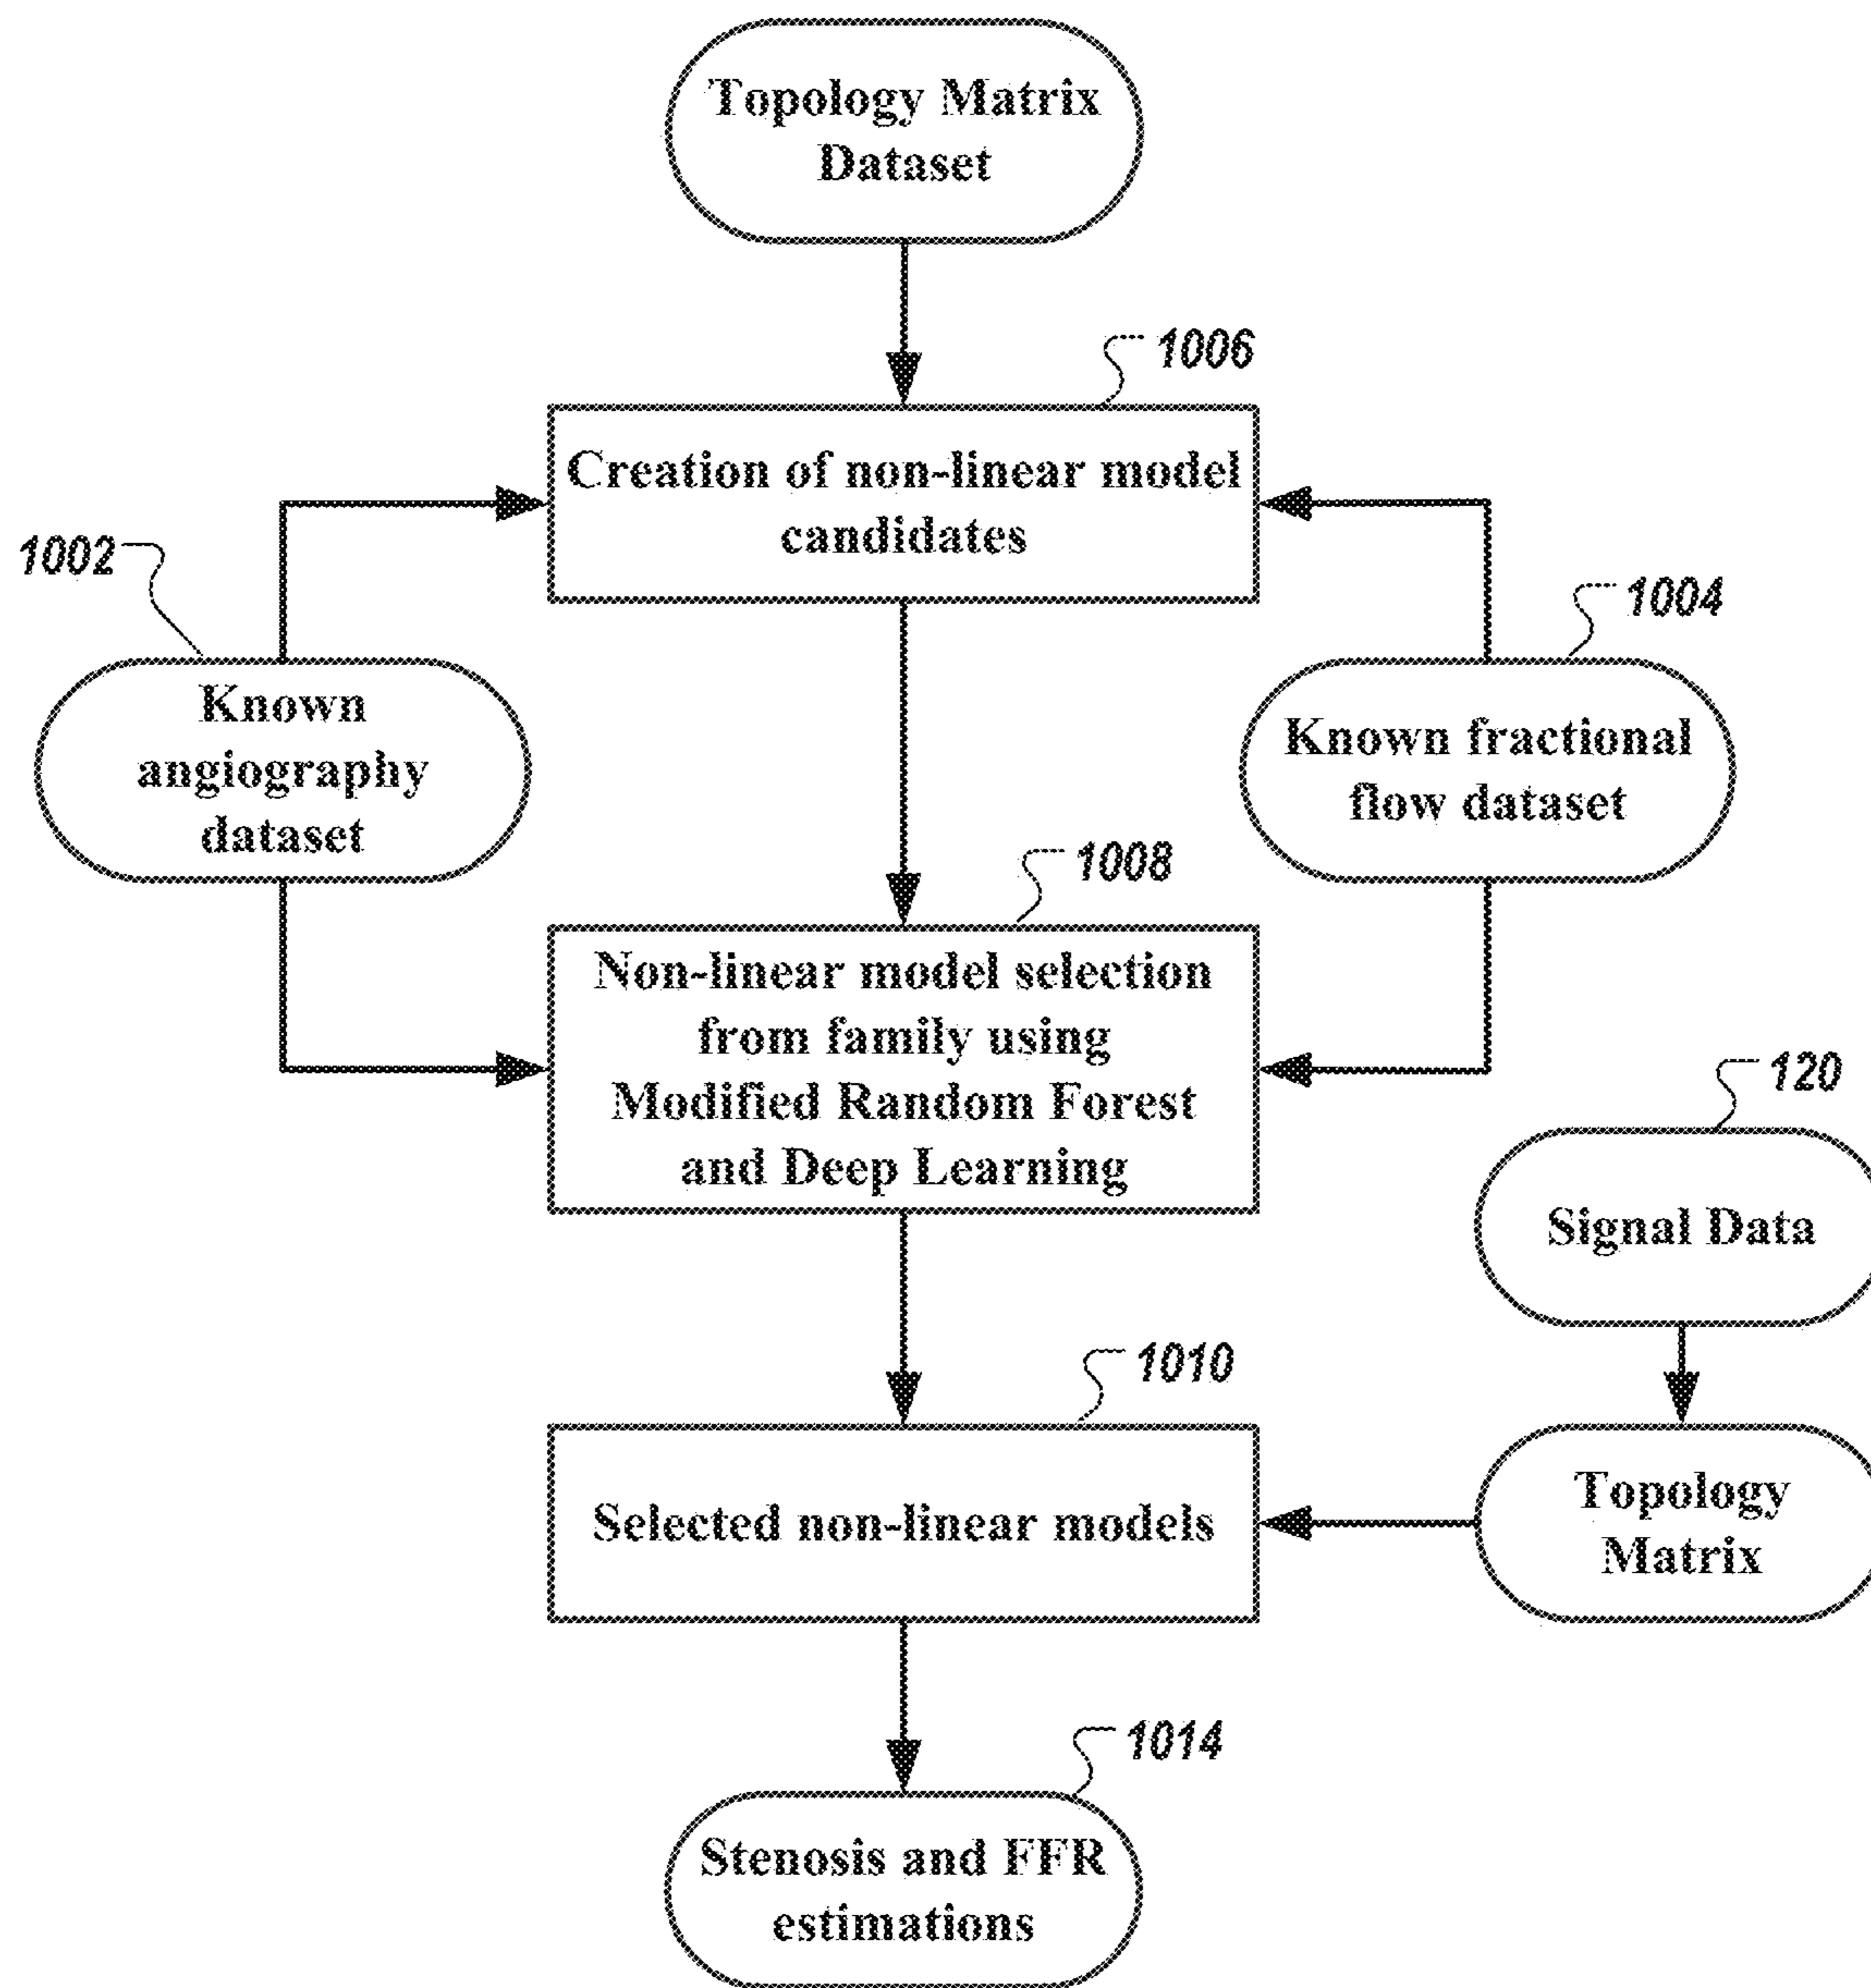 Topology Matrix
Dataset
1006
Creation of non-linear model
candidates
1002
1004
Known
angiography
dataset
Known fractional
flow dataset
1008
Non-linear model selection
from family using
Modified Random Forest
and Deep Learning
120
Signal Data
1010
Selected non-linear models
Topology
Matrix
1014
Stenosis and FFR
estimations